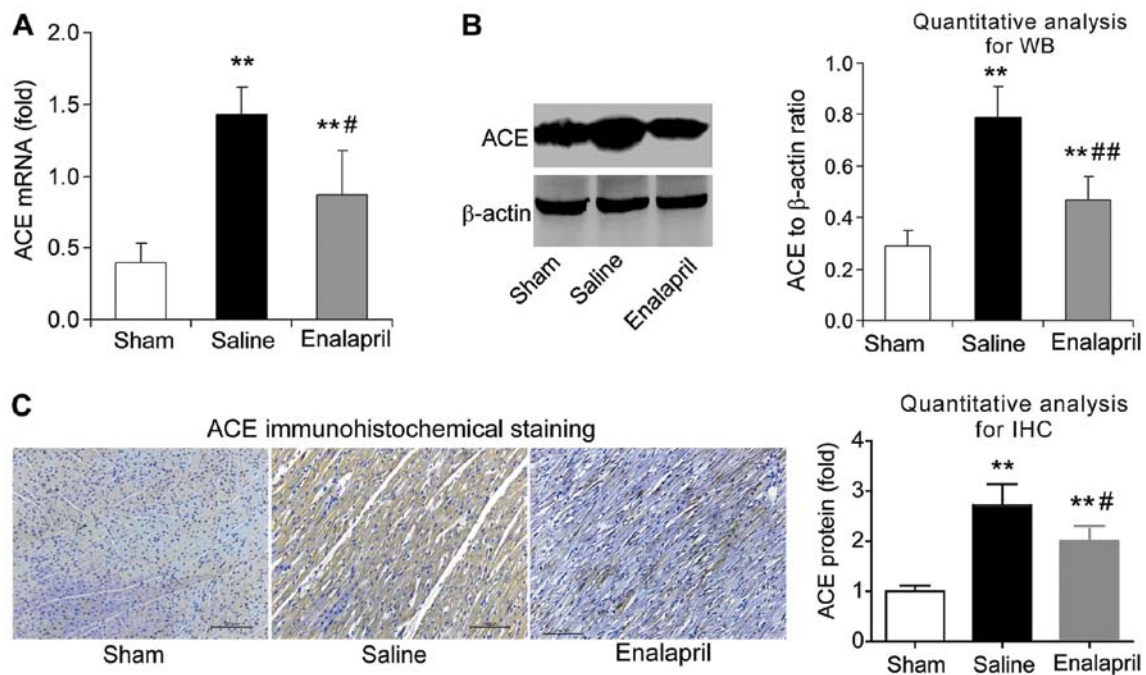 A
2.0
1.5
1.0
0.5
0.0
ACE mRNA (fold)
**
**#
Sham
Saline
Enalapril
B
ACE
β-actin
Sham
Saline
Enalapril
Quantitative analysis
for WB
1.0
0.8
0.6
0.4
0.2
0.0
ACE to β-actin ratio
**
**##
Sham
Saline
Enalapril
C
ACE immunohistochemical staining
Sham
Saline
Enalapril
Quantitative analysis
for IHC
4
3
2
1
0
ACE protein (fold)
**
**#
Sham
Saline
Enalapril